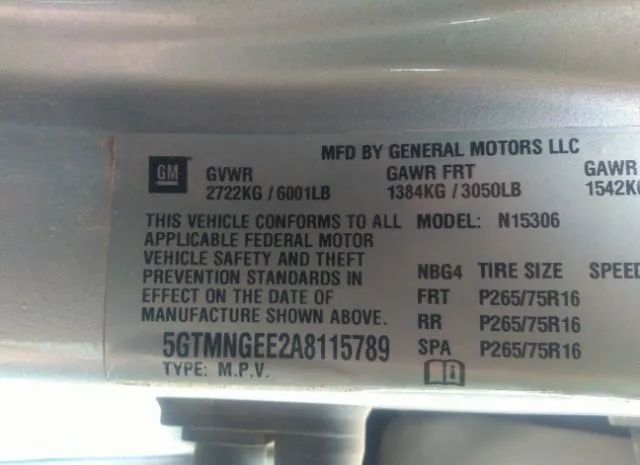 MFD BY GENERAL MOTORS LLC
GM GVWR GAWR FRT GAWR
2722KG / 6001LB 1384KG / 3050LB 1542K
THIS VEHICLE CONFORMS TO ALL MODEL: N15306
APPLICABLE FEDERAL MOTOR
VEHICLE SAFETY AND THEFT NBG4 TIRE SIZE SPEED
PREVENTION STANDARDS IN
EFFECT ON THE DATE OF FRT P265/75R16
MANUFACTURE SHOWN ABOVE. RR P265/75R16
5GTMNGEE2A8115789 SPA P265/75R16
TYPE: M.P.V.